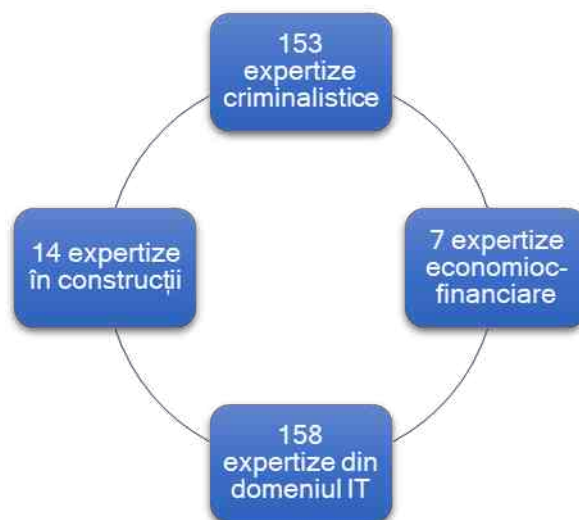 153
expertize
criminalistice
14 expertize
în construcții
7 expertize
economioc-
financiare
158
expertize din
domeniul IT